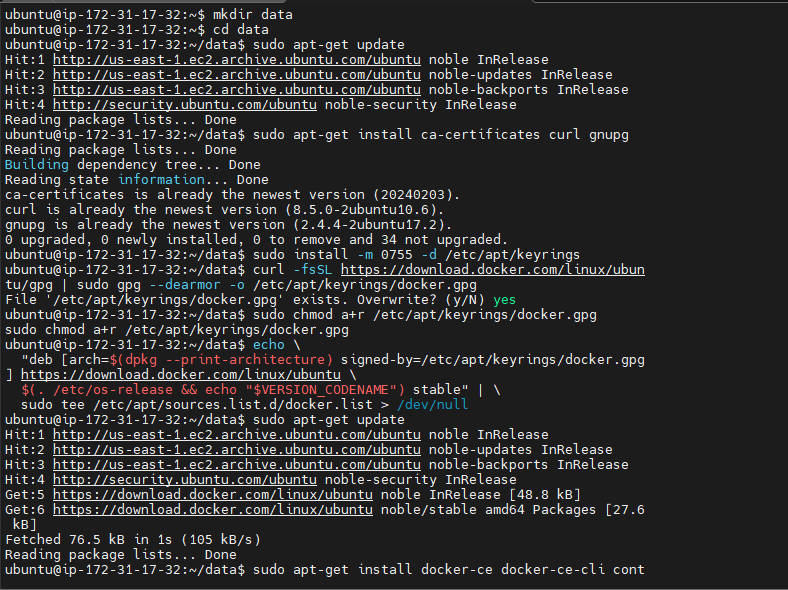 ubuntu@ip-172-31-17-32:~$ mkdir data
ubuntu@ip-172-31-17-32:~$ cd data
ubuntu@ip-172-31-17-32:~/data$ sudo apt-get update
Hit:1 http://us-east-1.ec2.archive.ubuntu.com/ubuntu noble InRelease
Hit:2 http://us-east-1.ec2.archive.ubuntu.com/ubuntu noble-updates InRelease
Hit:3 http://us-east-1.ec2.archive.ubuntu.com/ubuntu noble-backports InRelease
Hit:4 http://security.ubuntu.com/ubuntu noble-security InRelease
Reading package lists... Done
ubuntu@ip-172-31-17-32:~/data$ sudo apt-get install ca-certificates curl gnupg
Reading package lists... Done
Building dependency tree... Done
Reading state information... Done
ca-certificates is already the newest version (20240203).
curl is already the newest version (8.5.0-2ubuntu10.6).
gnupg is already the newest version (2.4.4-2ubuntu17.2).
0 upgraded, 0 newly installed, 0 to remove and 34 not upgraded.
ubuntu@ip-172-31-17-32:~/data$ sudo install -m 0755 -d /etc/apt/keyrings
ubuntu@ip-172-31-17-32:~/data$ curl -fsSL https://download.docker.com/linux/ubun
tu/gpg | sudo gpg --dearmor -o /etc/apt/keyrings/docker.gpg
File '/etc/apt/keyrings/docker.gpg' exists. Overwrite? (y/N) yes
ubuntu@ip-172-31-17-32:~/data$ sudo chmod a+r /etc/apt/keyrings/docker.gpg
sudo chmod a+r /etc/apt/keyrings/docker.gpg
ubuntu@ip-172-31-17-32:~/data$ echo \
  "deb [arch=$(dpkg --print-architecture) signed-by=/etc/apt/keyrings/docker.gpg
] https://download.docker.com/linux/ubuntu \
  $(. /etc/os-release && echo "$VERSION_CODENAME") stable" | \
  sudo tee /etc/apt/sources.list.d/docker.list > /dev/null
ubuntu@ip-172-31-17-32:~/data$ sudo apt-get update
Hit:1 http://us-east-1.ec2.archive.ubuntu.com/ubuntu noble InRelease
Hit:2 http://us-east-1.ec2.archive.ubuntu.com/ubuntu noble-updates InRelease
Hit:3 http://us-east-1.ec2.archive.ubuntu.com/ubuntu noble-backports InRelease
Hit:4 http://security.ubuntu.com/ubuntu noble-security InRelease
Get:5 https://download.docker.com/linux/ubuntu noble InRelease [48.8 kB]
Get:6 https://download.docker.com/linux/ubuntu noble/stable amd64 Packages [27.6
 kB]
Fetched 76.5 kB in 1s (105 kB/s)
Reading package lists... Done
ubuntu@ip-172-31-17-32:~/data$ sudo apt-get install docker-ce docker-ce-cli cont